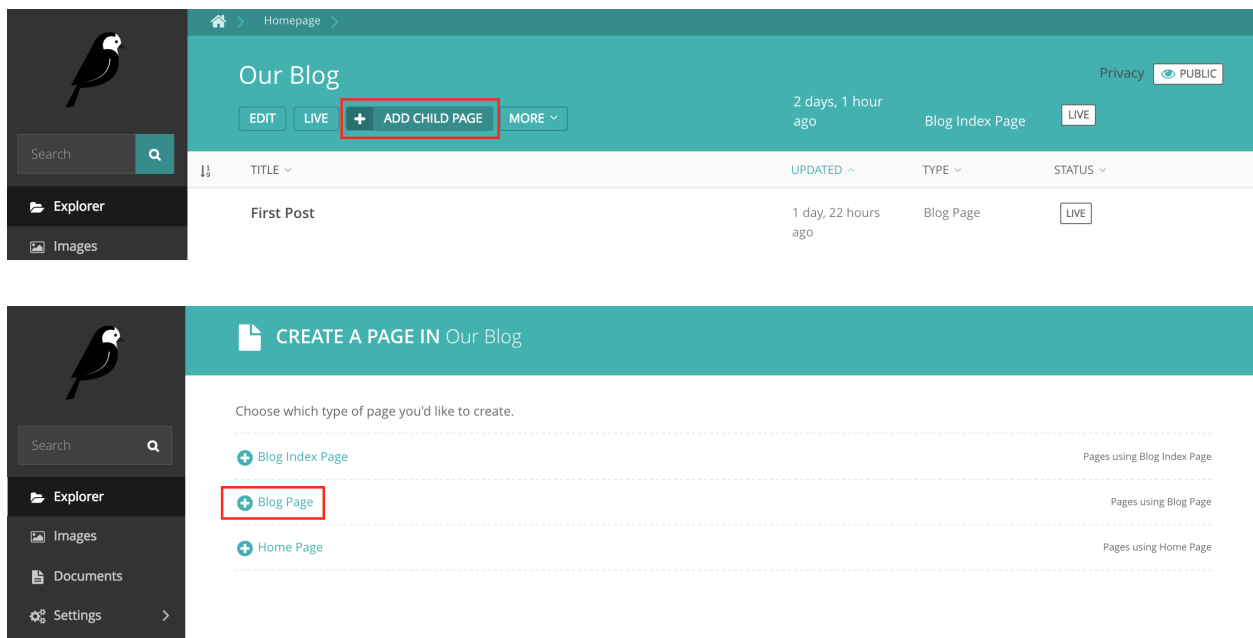 Homepage
Our Blog
Privacy PUBLIC
EDIT LIVE ADD CHILD PAGE MORE
2 days, 1 hour
ago
Blog Index Page
LIVE
Search
TITLE UPDATED TYPE STATUS
Explorer
First Post
1 day, 22 hours
ago
Blog Page
LIVE
Images
CREATE A PAGE IN Our Blog
Choose which type of page you'd like to create.
Search
Blog Index Page Pages using Blog Index Page
Explorer
Blog Page Pages using Blog Page
Images
Home Page Pages using Home Page
Documents
Settings